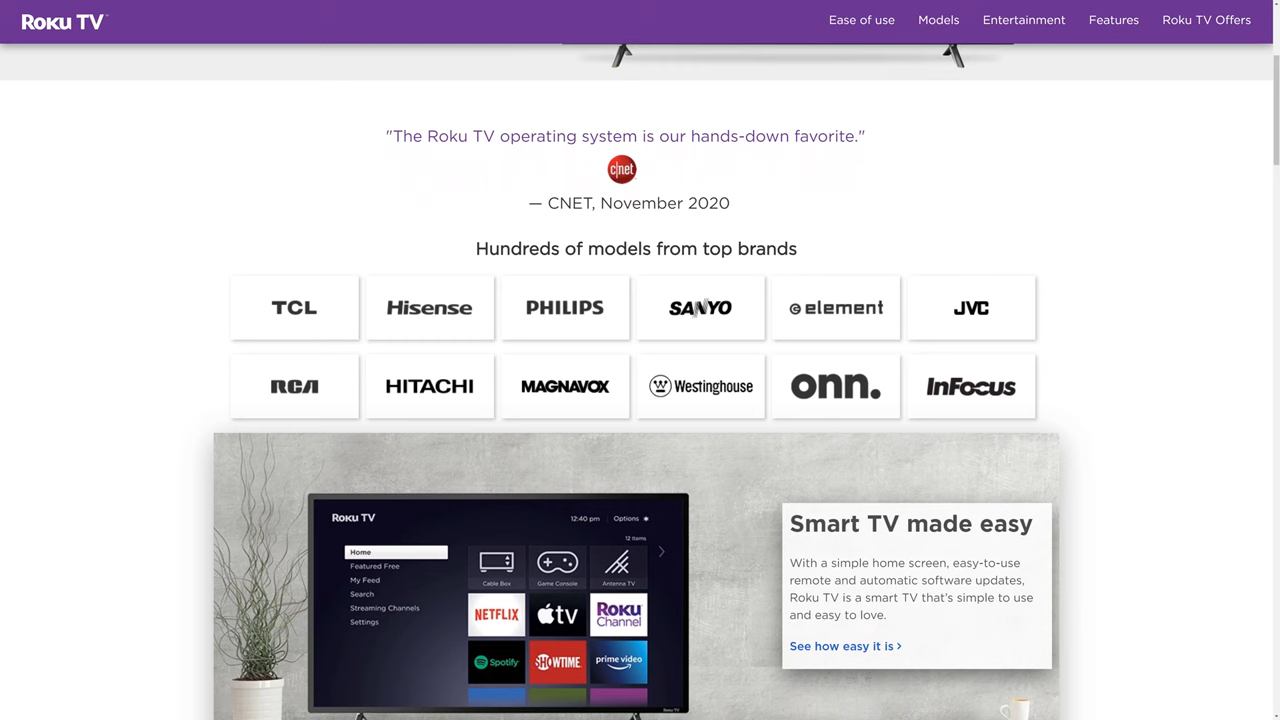 Roku TV
Ease of use Models Entertainment Features Roku TV Offers
"The Roku TV operating system is our hands-down favorite."
c|net
— CNET, November 2020
Hundreds of models from top brands
TCL Hisense PHILIPS SANYO element JVC
RCA HITACHI MAGNAVOX Westinghouse onn. InFocus
Roku TV
12:40 pm Options
12 items
Home
Featured Free
My Feed
Search
Streaming Channels
Settings
Cable Box Game Console Antenna TV
NETFLIX tv Roku Channel
Spotify SHOWTIME prime video
Roku TV
Smart TV made easy
With a simple home screen, easy-to-use
remote and automatic software updates,
Roku TV is a smart TV that's simple to use
and easy to love.
See how easy it is >